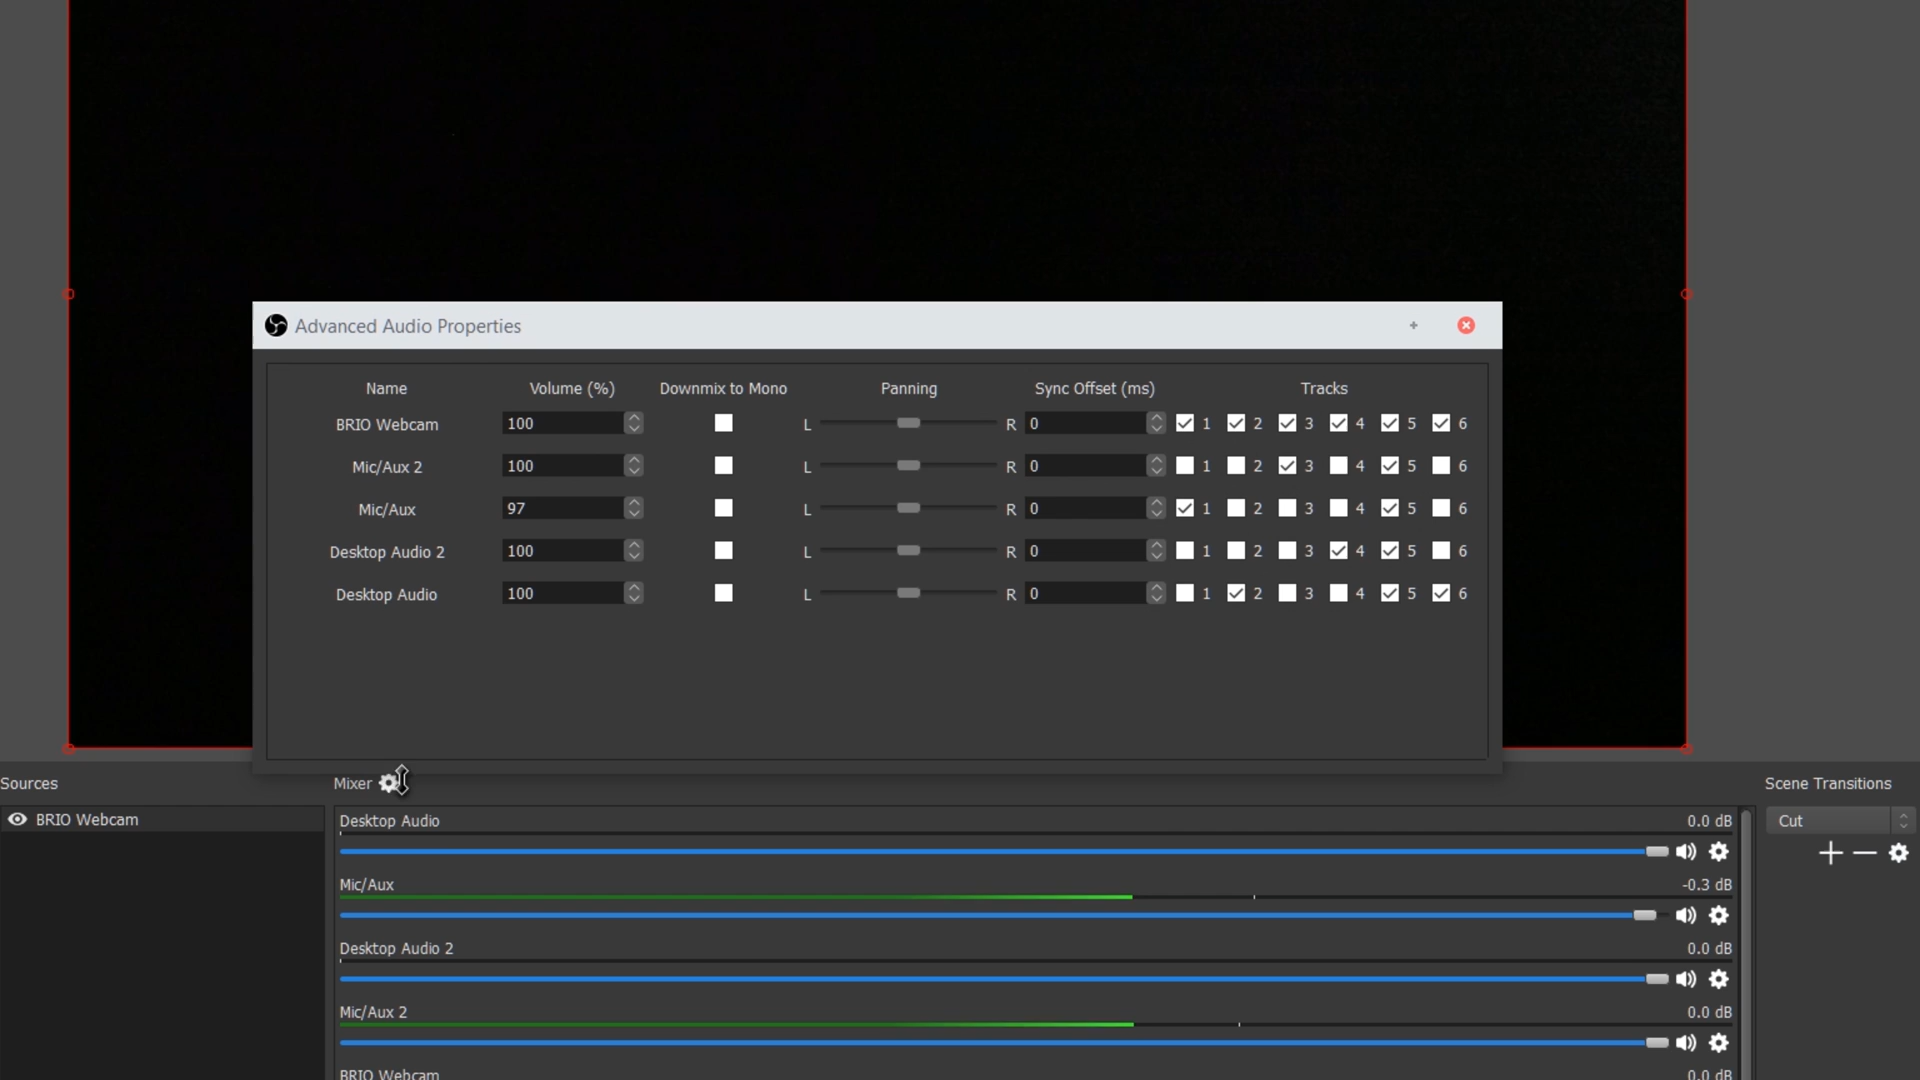 Advanced Audio Properties
Name Volume (%) Downmix to Mono Panning Sync Offset (ms) Tracks
BRIO Webcam 100 L R 0 1 2 3 4 5 6
Mic/Aux 2 100 L R 0 1 2 3 4 5 6
Mic/Aux 97 L R 0 1 2 3 4 5 6
Desktop Audio 2 100 L R 0 1 2 3 4 5 6
Desktop Audio 100 L R 0 1 2 3 4 5 6
Sources Mixer Scene Transitions
BRIO Webcam Desktop Audio 0.0 dB Cut
Mic/Aux -0.3 dB
Desktop Audio 2 0.0 dB
Mic/Aux 2 0.0 dB
BRIO Webcam 0.0 dB